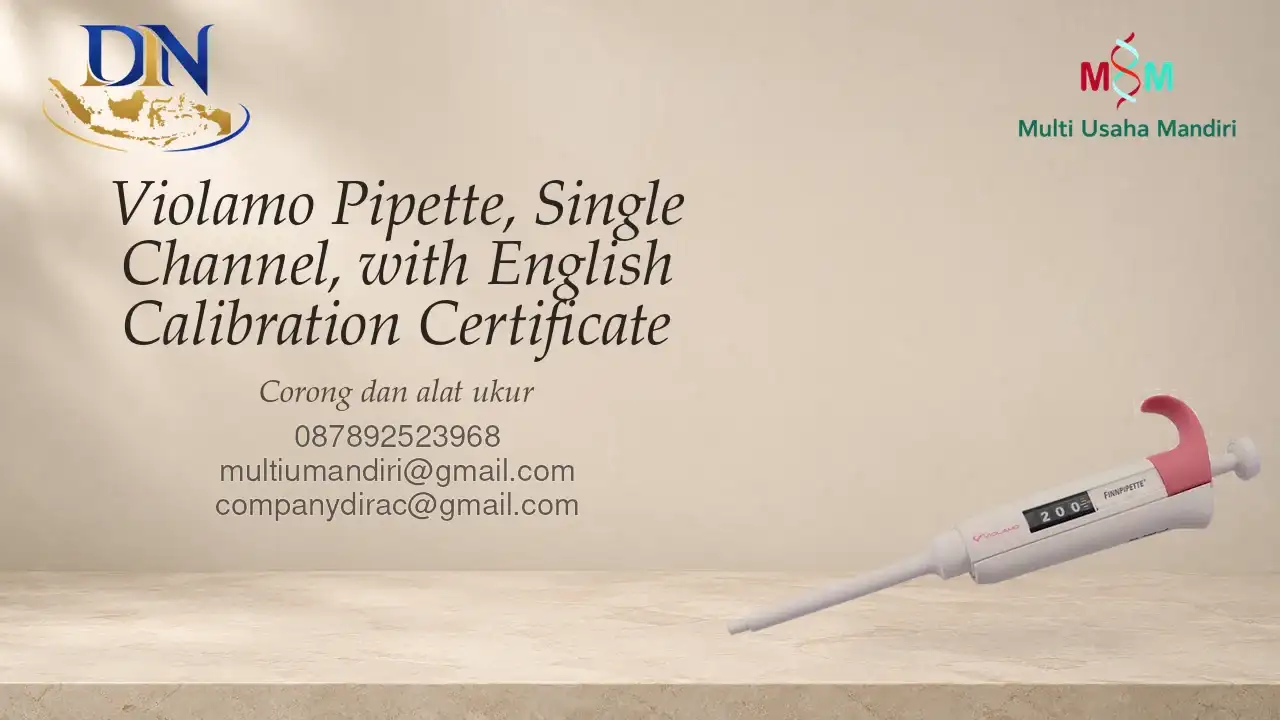 DN
MSM
Multi Usaha Mandiri
Violamo Pipette, Single
Channel, with English
Calibration Certificate
Corong dan alat ukur
087892523968
multiumandiri@gmail.com
companydirac@gmail.com
FINNPIPETTE®
200
VIOLAMO